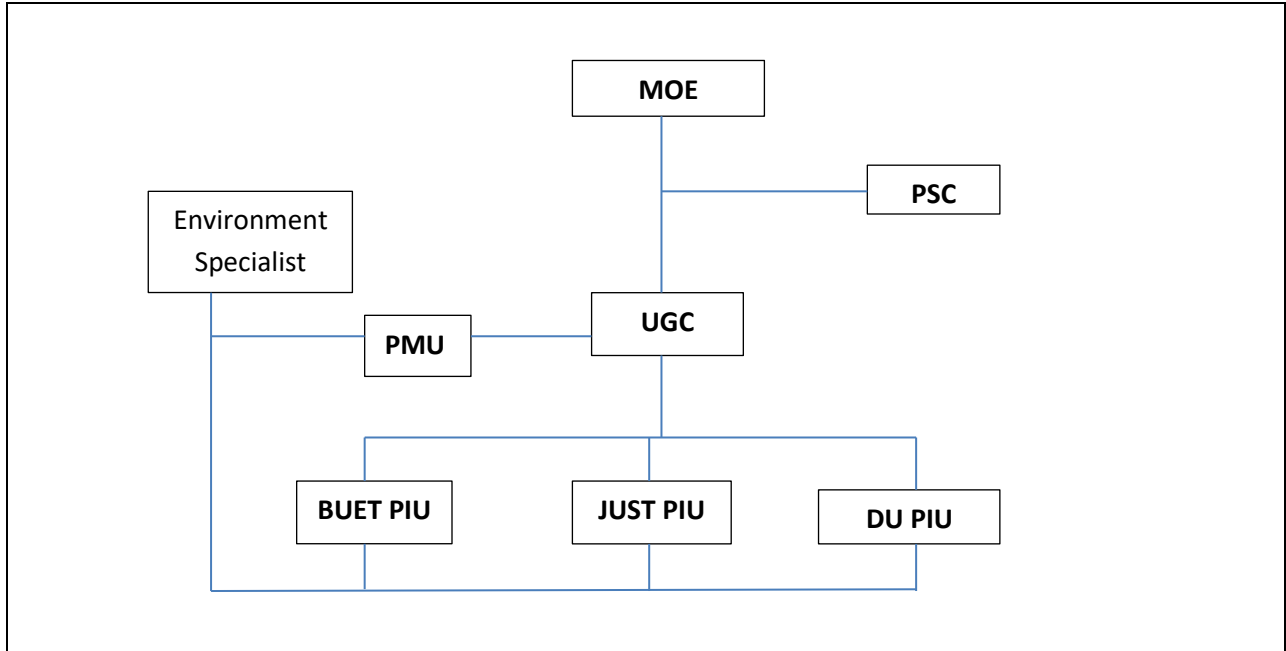 MOE
PSC
Environment
Specialist
UGC
PMU
BUET PIU
JUST PIU
DU PIU